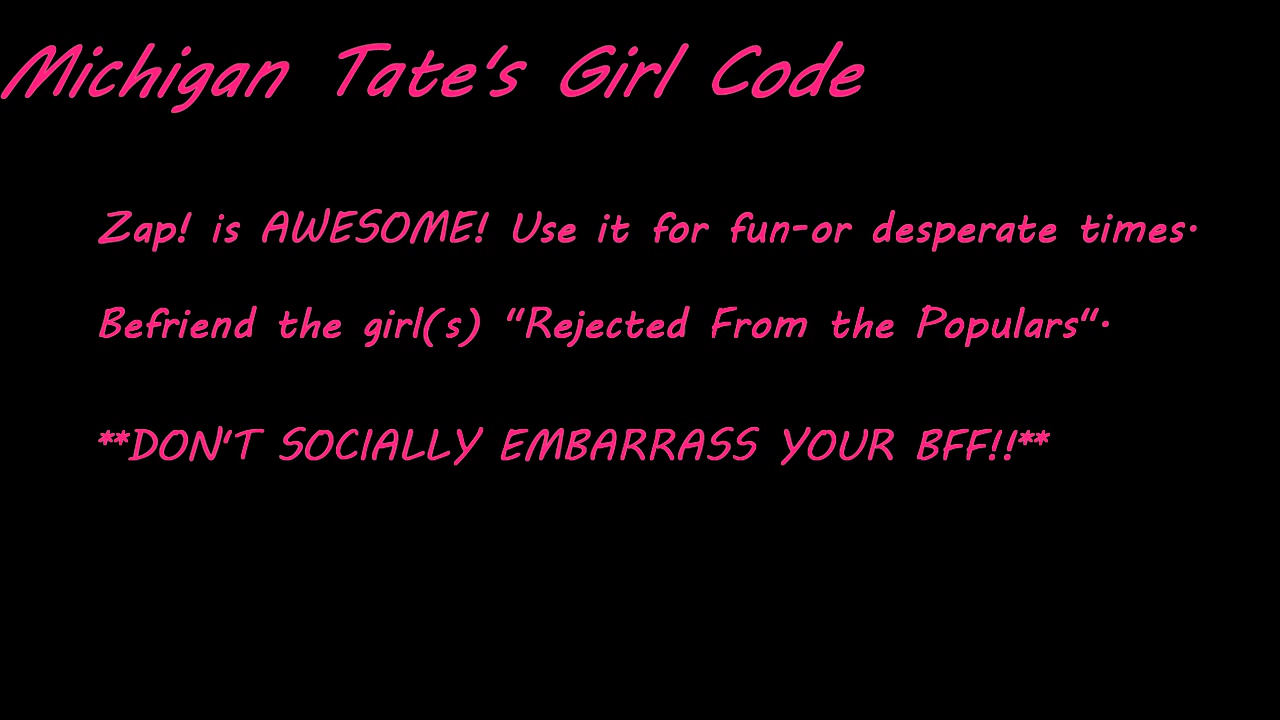 Michigan Tate's Girl Code
Zap! is AWESOME! Use it for fun-or desperate times.
Befriend the girl(s) "Rejected From the Populars".
**DON'T SOCIALLY EMBARRASS YOUR BFF!!**